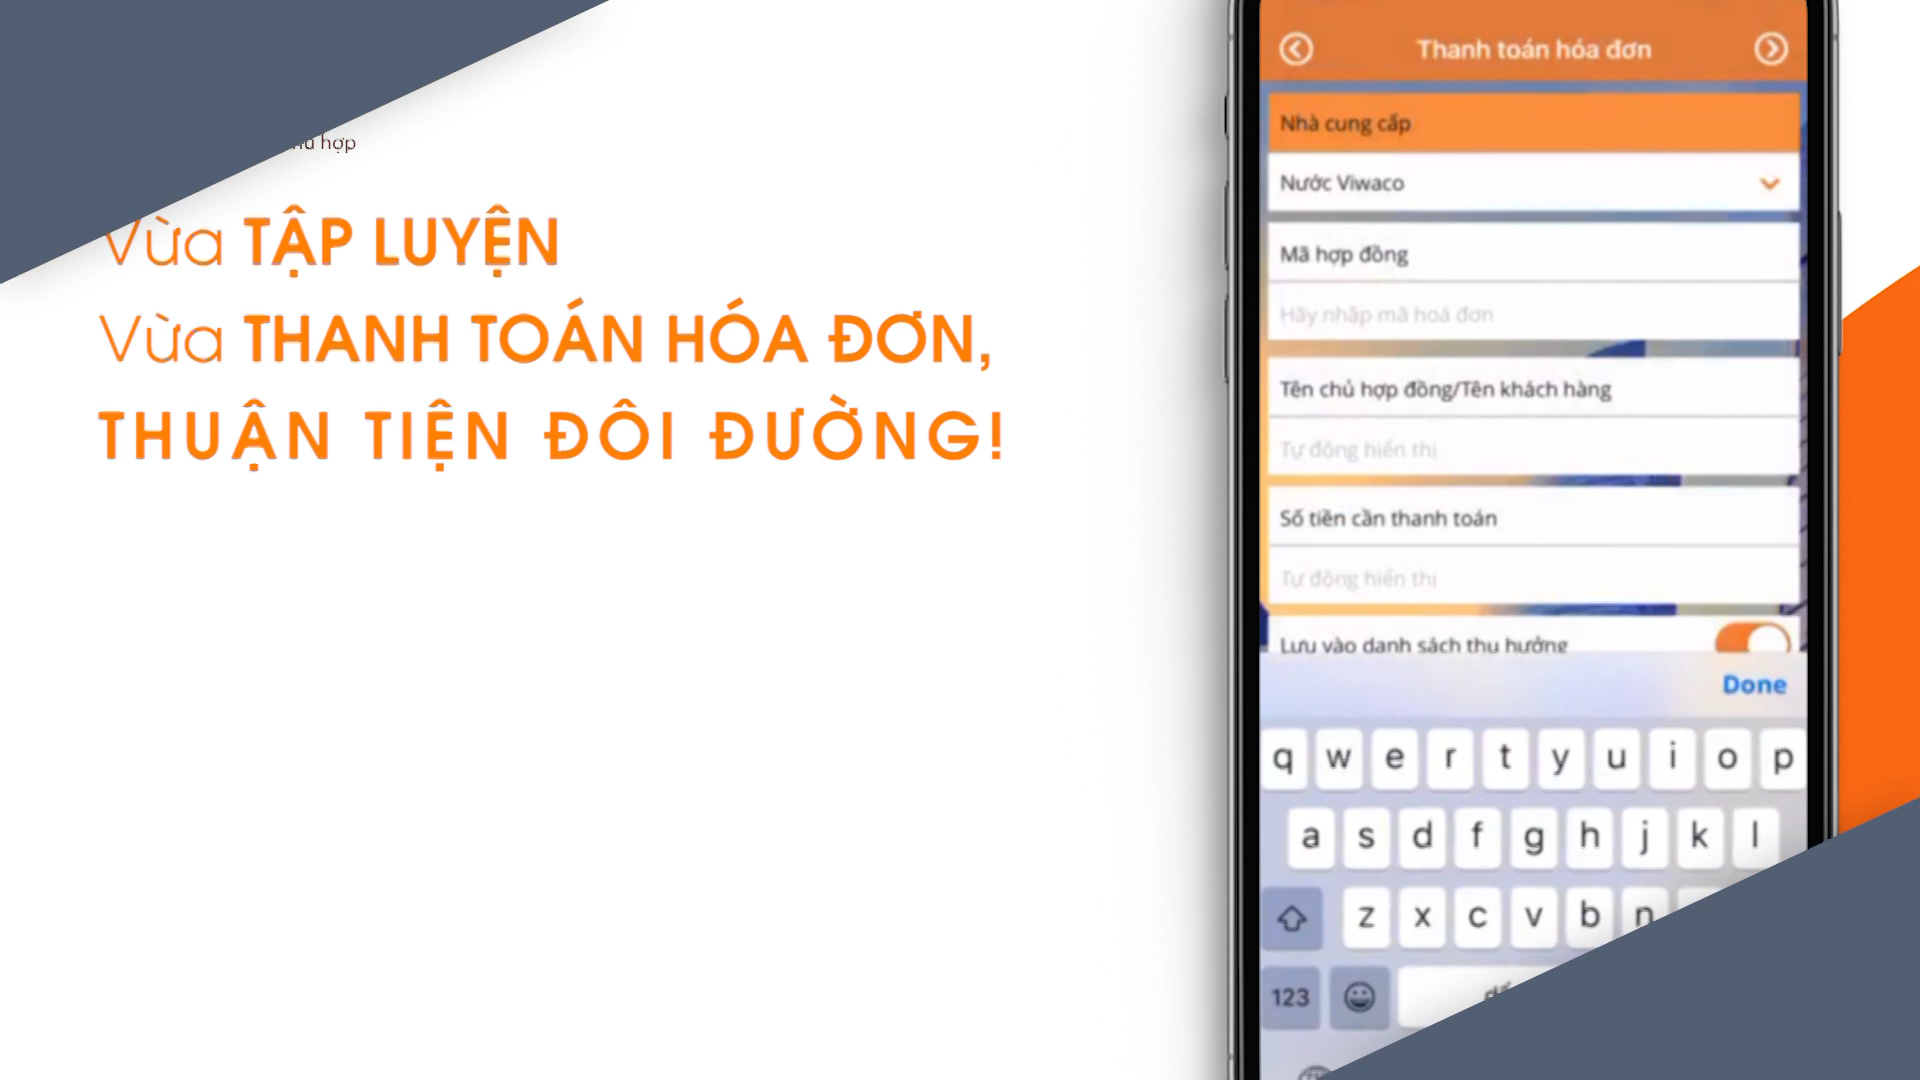 hợp
Vừa TẬP LUYỆN
Vừa THANH TOÁN HÓA ĐƠN,
THUẬN TIỆN ĐÔI ĐƯỜNG!
Thanh toán hóa đơn
Nhà cung cấp
Nước Viwaco
Mã hợp đồng
Hãy nhập mã hoá đơn
Tên chủ hợp đồng/Tên khách hàng
Tự động hiển thị
Số tiền cần thanh toán
Tự động hiển thị
Lưu vào danh sách thụ hưởng
Done
q w e r t y u i o p
a s d f g h j k l
z x c v b n
123